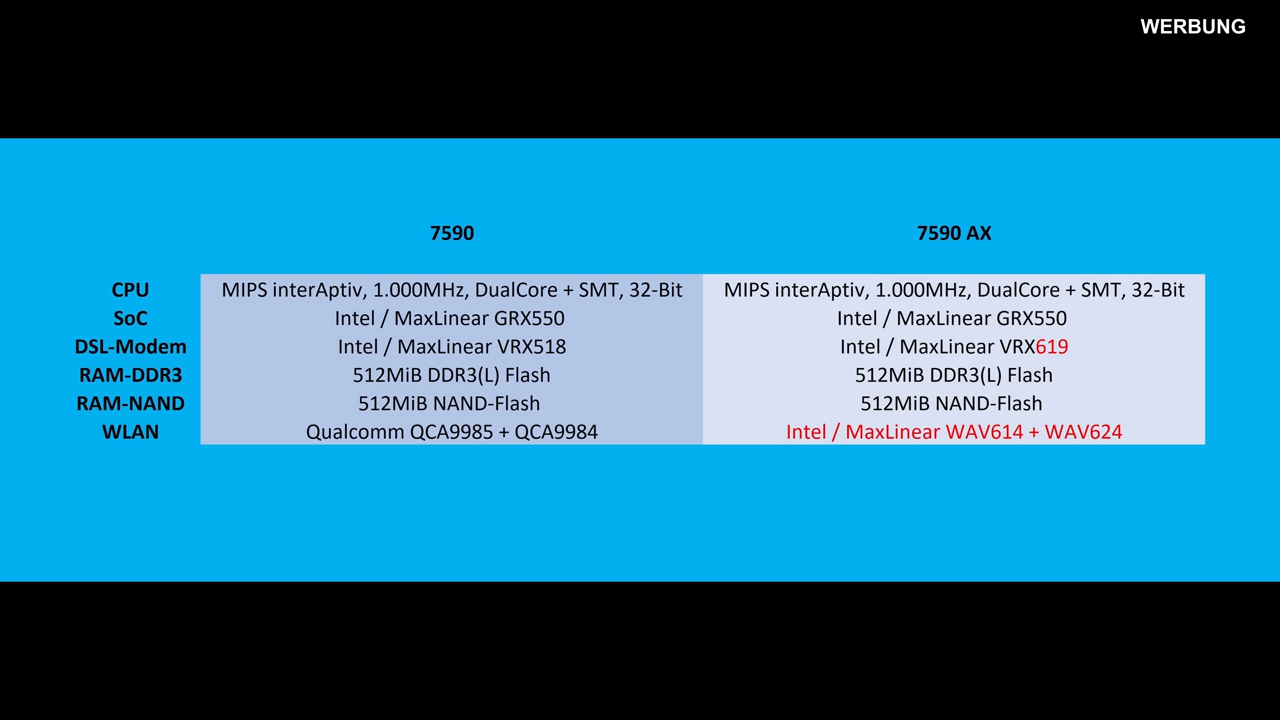 WERBUNG
7590 7590 AX
CPU MIPS interAptiv, 1.000MHz, DualCore + SMT, 32-Bit MIPS interAptiv, 1.000MHz, DualCore + SMT, 32-Bit
SoC Intel / MaxLinear GRX550 Intel / MaxLinear GRX550
DSL-Modem Intel / MaxLinear VRX518 Intel / MaxLinear VRX619
RAM-DDR3 512MiB DDR3(L) Flash 512MiB DDR3(L) Flash
RAM-NAND 512MiB NAND-Flash 512MiB NAND-Flash
WLAN Qualcomm QCA9985 + QCA9984 Intel / MaxLinear WAV614 + WAV624